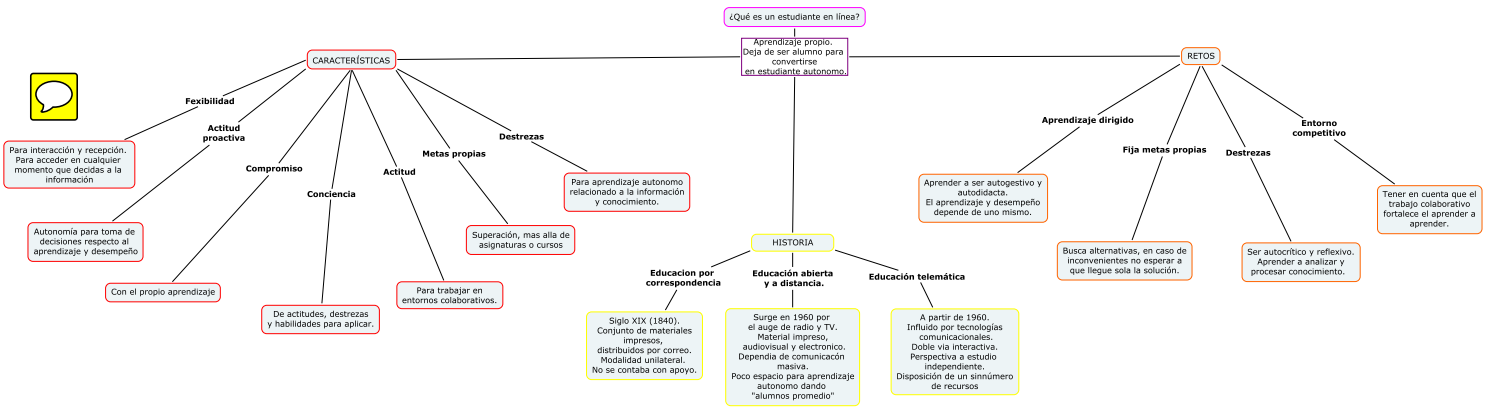 ¿Qué es un estudiante en línea?
Aprendizaje propio.
Deja de ser alumno para
convertirse
en estudiante autonomo.
CARACTERÍSTICAS
Fexibilidad
Para interacción y recepción.
Para acceder en cualquier
momento que decidas a la
información
Actitud
proactiva
Autonomía para toma de
decisiones respecto al
aprendizaje y desempeño
Compromiso
Con el propio aprendizaje
Conciencia
De actitudes, destrezas
y habilidades para aplicar.
Actitud
Para trabajar en
entornos colaborativos.
Metas propias
Superación, mas alla de
asignaturas o cursos
Destrezas
Para aprendizaje autonomo
relacionado a la información
y conocimiento.
HISTORIA
Educacion por
correspondencia
Siglo XIX (1840).
Conjunto de materiales
impresos,
distribuidos por correo.
Modalidad unilateral.
No se contaba con apoyo.
Educación abierta
y a distancia.
Surge en 1960 por
el auge de radio y TV.
Material impreso,
audiovisual y electronico.
Dependia de comunicacón
masiva.
Poco espacio para aprendizaje
autonomo dando
"alumnos promedio"
Educación telemática
A partir de 1960.
Influido por tecnologías
comunicacionales.
Doble via interactiva.
Perspectiva a estudio
independiente.
Disposición de un sinnúmero
de recursos
RETOS
Aprendizaje dirigido
Aprender a ser autogestivo y
autodidacta.
El aprendizaje y desempeño
depende de uno mismo.
Fija metas propias
Busca alternativas, en caso de
inconvenientes no esperar a
que llegue sola la solución.
Destrezas
Ser autocrítico y reflexivo.
Aprender a analizar y
procesar conocimiento.
Entorno
competitivo
Tener en cuenta que el
trabajo colaborativo
fortalece el aprender a
aprender.